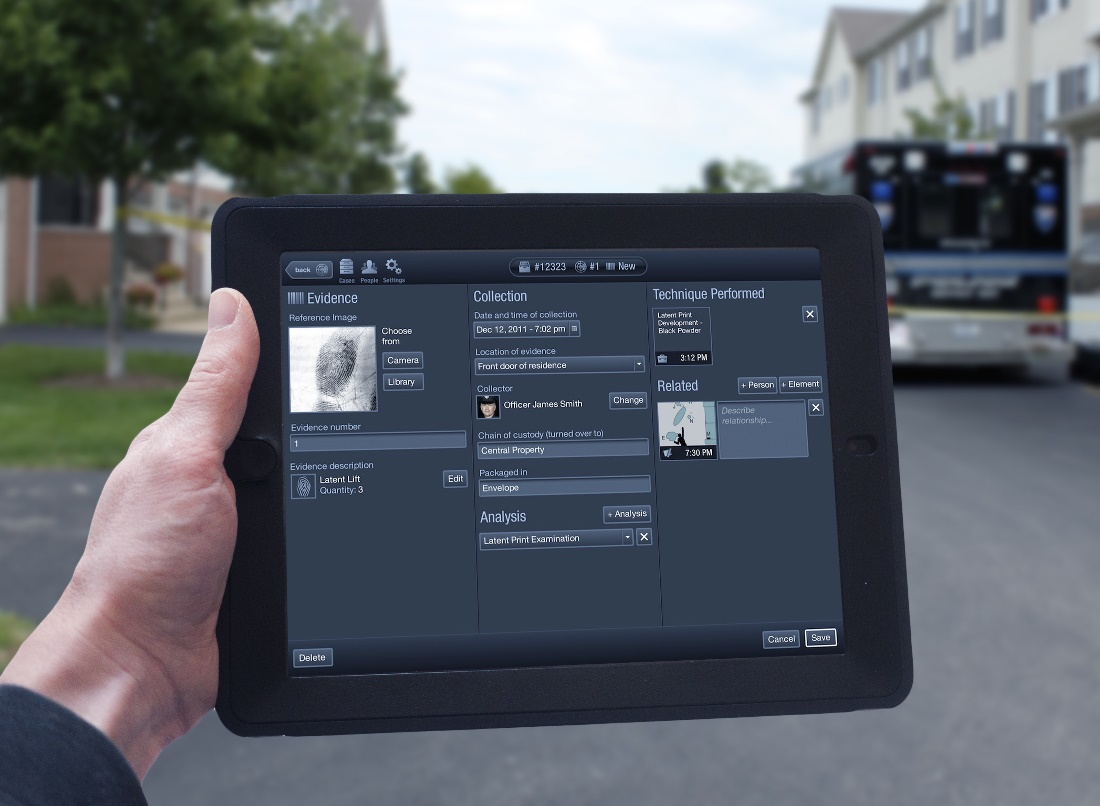 back
Cases
People
Settings
#12323
#1
New
Evidence
Reference Image
Choose
from
Camera
Library
Evidence number
1
Evidence description
Latent Lift
Quantity: 3
Edit
Collection
Date and time of collection
Dec 12, 2011 - 7:02 pm
Location of evidence
Front door of residence
Collector
Officer James Smith
Change
Chain of custody (turned over to)
Central Property
Packaged in
Envelope
Analysis
+ Analysis
Latent Print Examination
Technique Performed
Latent Print
Development -
Black Powder
3:12 PM
Related
+ Person
+ Element
Describe
relationship...
7:30 PM
Delete
Cancel
Save